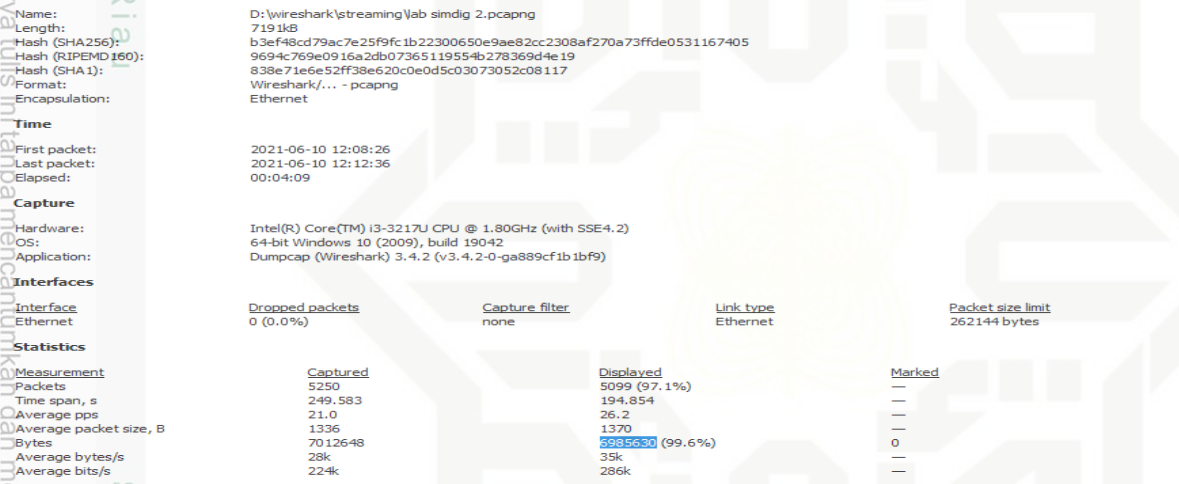 Name: D:\wireshark\streaming\lab simdig 2.pcapng
Length: 7191kB
Hash (SHA256): b3ef48cd79ac7e25f9fc1b22300650e9ae82cc2308af270a73ffde0531167405
Hash (RIPEMD160): 9694c769e0916a2db07365119554b278369d4e19
Hash (SHA1): 838e71e6e52ff38e620c0e0d5c03073052c08117
Format: Wireshark/... - pcapng
Encapsulation: Ethernet
Time
First packet: 2021-06-10 12:08:26
Last packet: 2021-06-10 12:12:36
Elapsed: 00:04:09
Capture
Hardware: Intel(R) Core(TM) i3-3217U CPU @ 1.80GHz (with SSE4.2)
OS: 64-bit Windows 10 (2009), build 19042
Application: Dumpcap (Wireshark) 3.4.2 (v3.4.2-0-ga889cf1b1bf9)
Interfaces
Interface Dropped packets Capture filter Link type Packet size limit
Ethernet 0 (0.0%) none Ethernet 262144 bytes
Statistics
Measurement Captured Displayed Marked
Packets 5250 5099 (97.1%) —
Time span, s 249.583 194.854 —
Average pps 21.0 26.2 —
Average packet size, B 1336 1370 —
Bytes 7012648 6985630 (99.6%) 0
Average bytes/s 28k 35k —
Average bits/s 224k 286k —
tulis ini tanpa mencantumkan dan
Riau